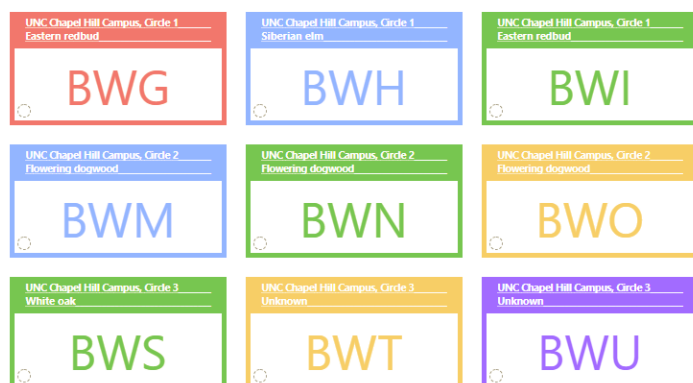 UNC Chapel Hill Campus, Circle 1
Eastern redbud
BWG
UNC Chapel Hill Campus, Circle 1
Siberian elm
BWH
UNC Chapel Hill Campus, Circle 1
Eastern redbud
BWI
UNC Chapel Hill Campus, Circle 2
Flowering dogwood
BWM
UNC Chapel Hill Campus, Circle 2
Flowering dogwood
BWN
UNC Chapel Hill Campus, Circle 2
Flowering dogwood
BWO
UNC Chapel Hill Campus, Circle 3
White oak
BWS
UNC Chapel Hill Campus, Circle 3
Unknown
BWT
UNC Chapel Hill Campus, Circle 3
Unknown
BWU